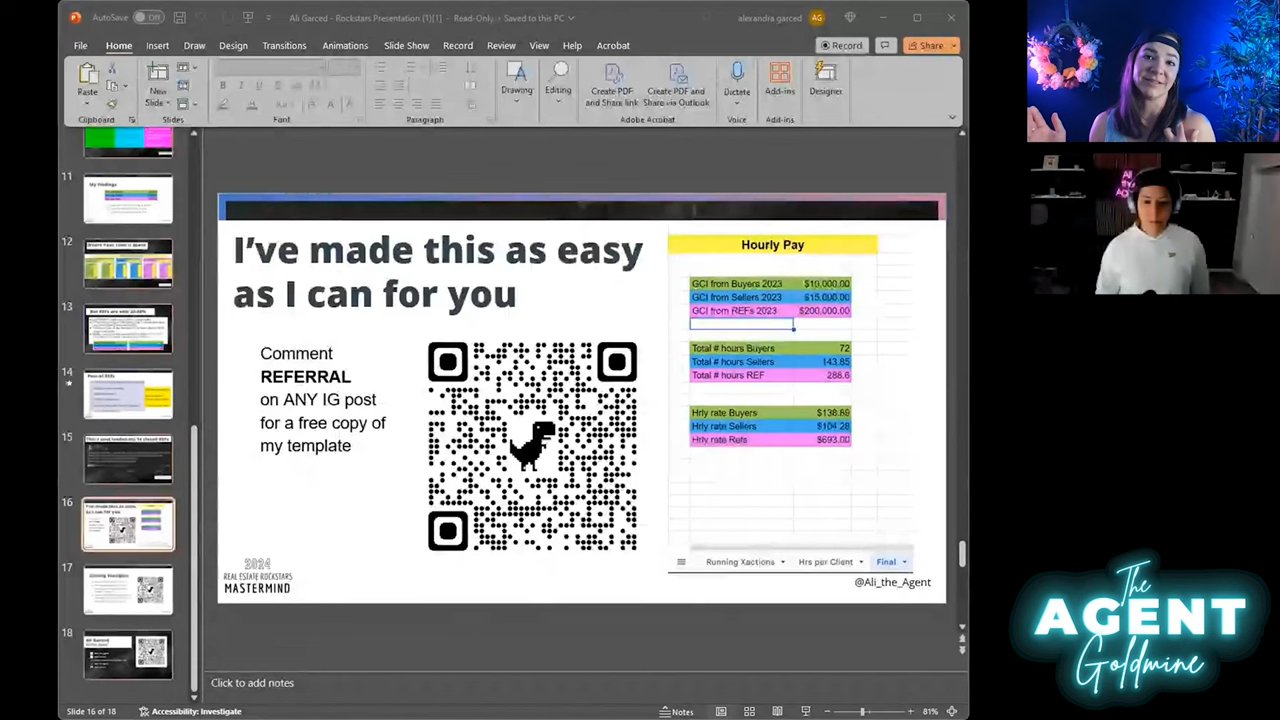 AutoSave
Off
Ali Garced - Rockstars Presentation (1)[1] - Read-Only • Saved to this PC
alexandra garced
AG
File
Home
Insert
Draw
Design
Transitions
Animations
Slide Show
Record
Review
View
Help
Acrobat
Record
Share
Paste
New
Slide
Drawing
Editing
Create PDF
and Share link
Create PDF and
Share via Outlook
Dictate
Add-ins
Designer
Clipboard
Slides
Font
Paragraph
Adobe Acrobat
Voice
Add-ins
11
My findings
12
13
14
15
16
17
18
I've made this as easy
as I can for you
Comment
REFERRAL
on ANY IG post
for a free copy of
my template
2024
REAL ESTATE ROCKSTARS
MASTERMIND
Hourly Pay
GCI from Buyers 2023 $10,000.00
GCI from Sellers 2023 $15,000.00
GCI from REFs 2023 $200,000.00
Total # hours Buyers 72
Total # hours Sellers 143.85
Total # hours REF 288.6
Hrly rate Buyers $138.89
Hrly rate Sellers $104.28
Hrly rate Refs $693.00
Running Xactions
Hrs per Client
Final
@Ali_the_Agent
Click to add notes
Slide 16 of 18
Accessibility: Investigate
Notes
81%
The
AGENT
Goldmine